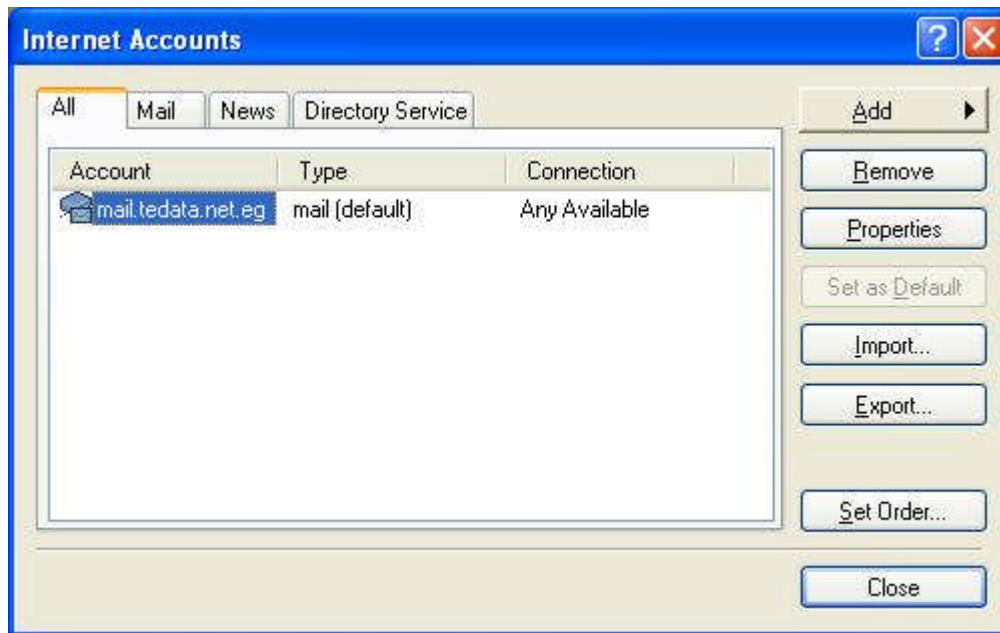 Internet Accounts
All Mail News Directory Service
Account Type Connection
mail.tedata.net.eg mail (default) Any Available
Add
Remove
Properties
Set as Default
Import...
Export...
Set Order...
Close